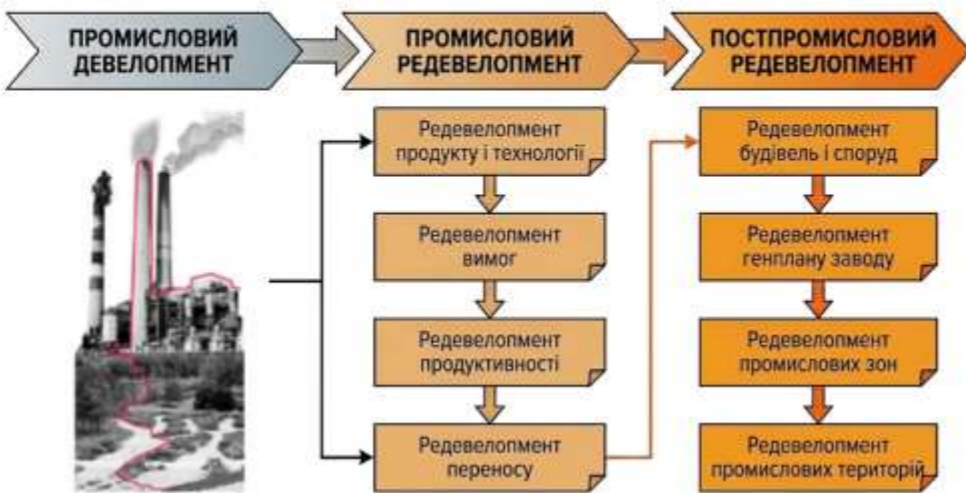 ПРОМИСЛОВИЙ
ДЕВЕЛОПМЕНТ
ПРОМИСЛОВИЙ
РЕДЕВЕЛОПМЕНТ
ПОСТПРОМИСЛОВИЙ
РЕДЕВЕЛОПМЕНТ
Редевелопмент
продукту і технології
Редевелопмент
вимог
Редевелопмент
продуктивності
Редевелопмент
переносу
Редевелопмент
будівель і споруд
Редевелопмент
генплану заводу
Редевелопмент
промислових зон
Редевелопмент
промислових територій